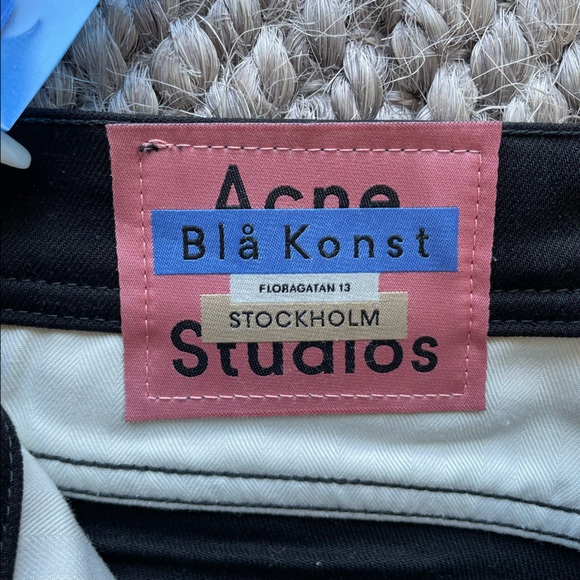 Acne
Blå Konst
FLORAGATAN 13
STOCKHOLM
Studios